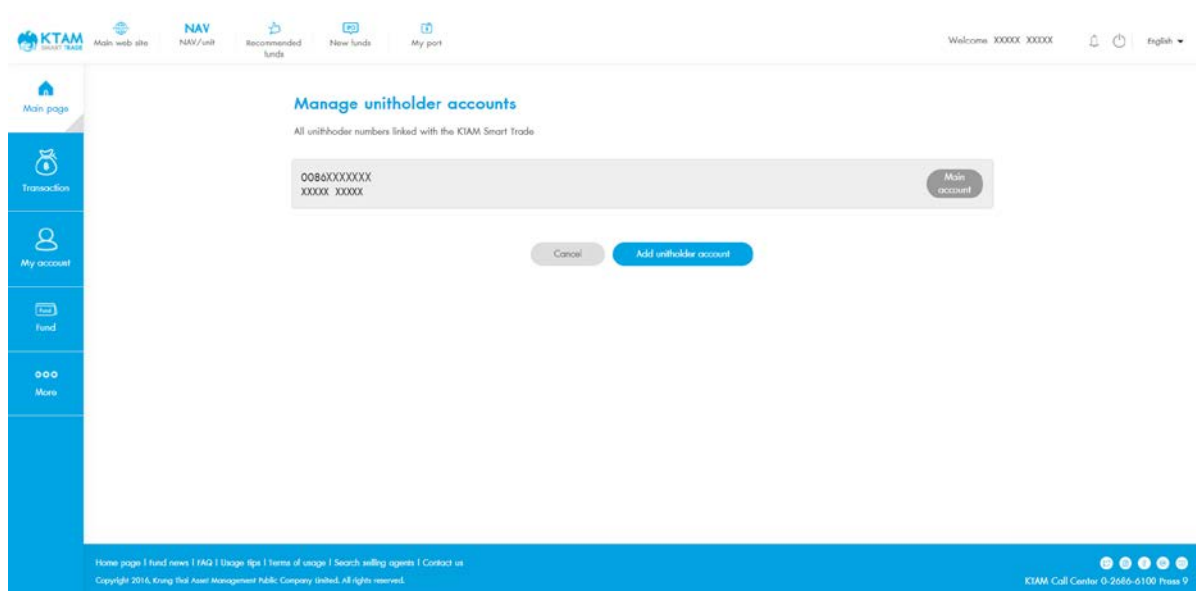 KTAM
SMART TRADE
Main web site
NAV
NAV/unit
Recommended
funds
New funds
My port
Welcome XXXXX XXXXX
English
Main page
Transaction
My account
Fund
Fund
More
Manage unitholder accounts
All unithhoder numbers linked with the KTAM Smart Trade
0086XXXXXXX
XXXXX XXXXX
Main
account
Cancel
Add unitholder account
Home page | Fund news | FAQ | Usage tips | Terms of usage | Search selling agents | Contact us
Copyright 2016, Krung Thai Asset Management Public Company Limited. All rights reserved.
KTAM Call Center 0-2686-6100 Press 9